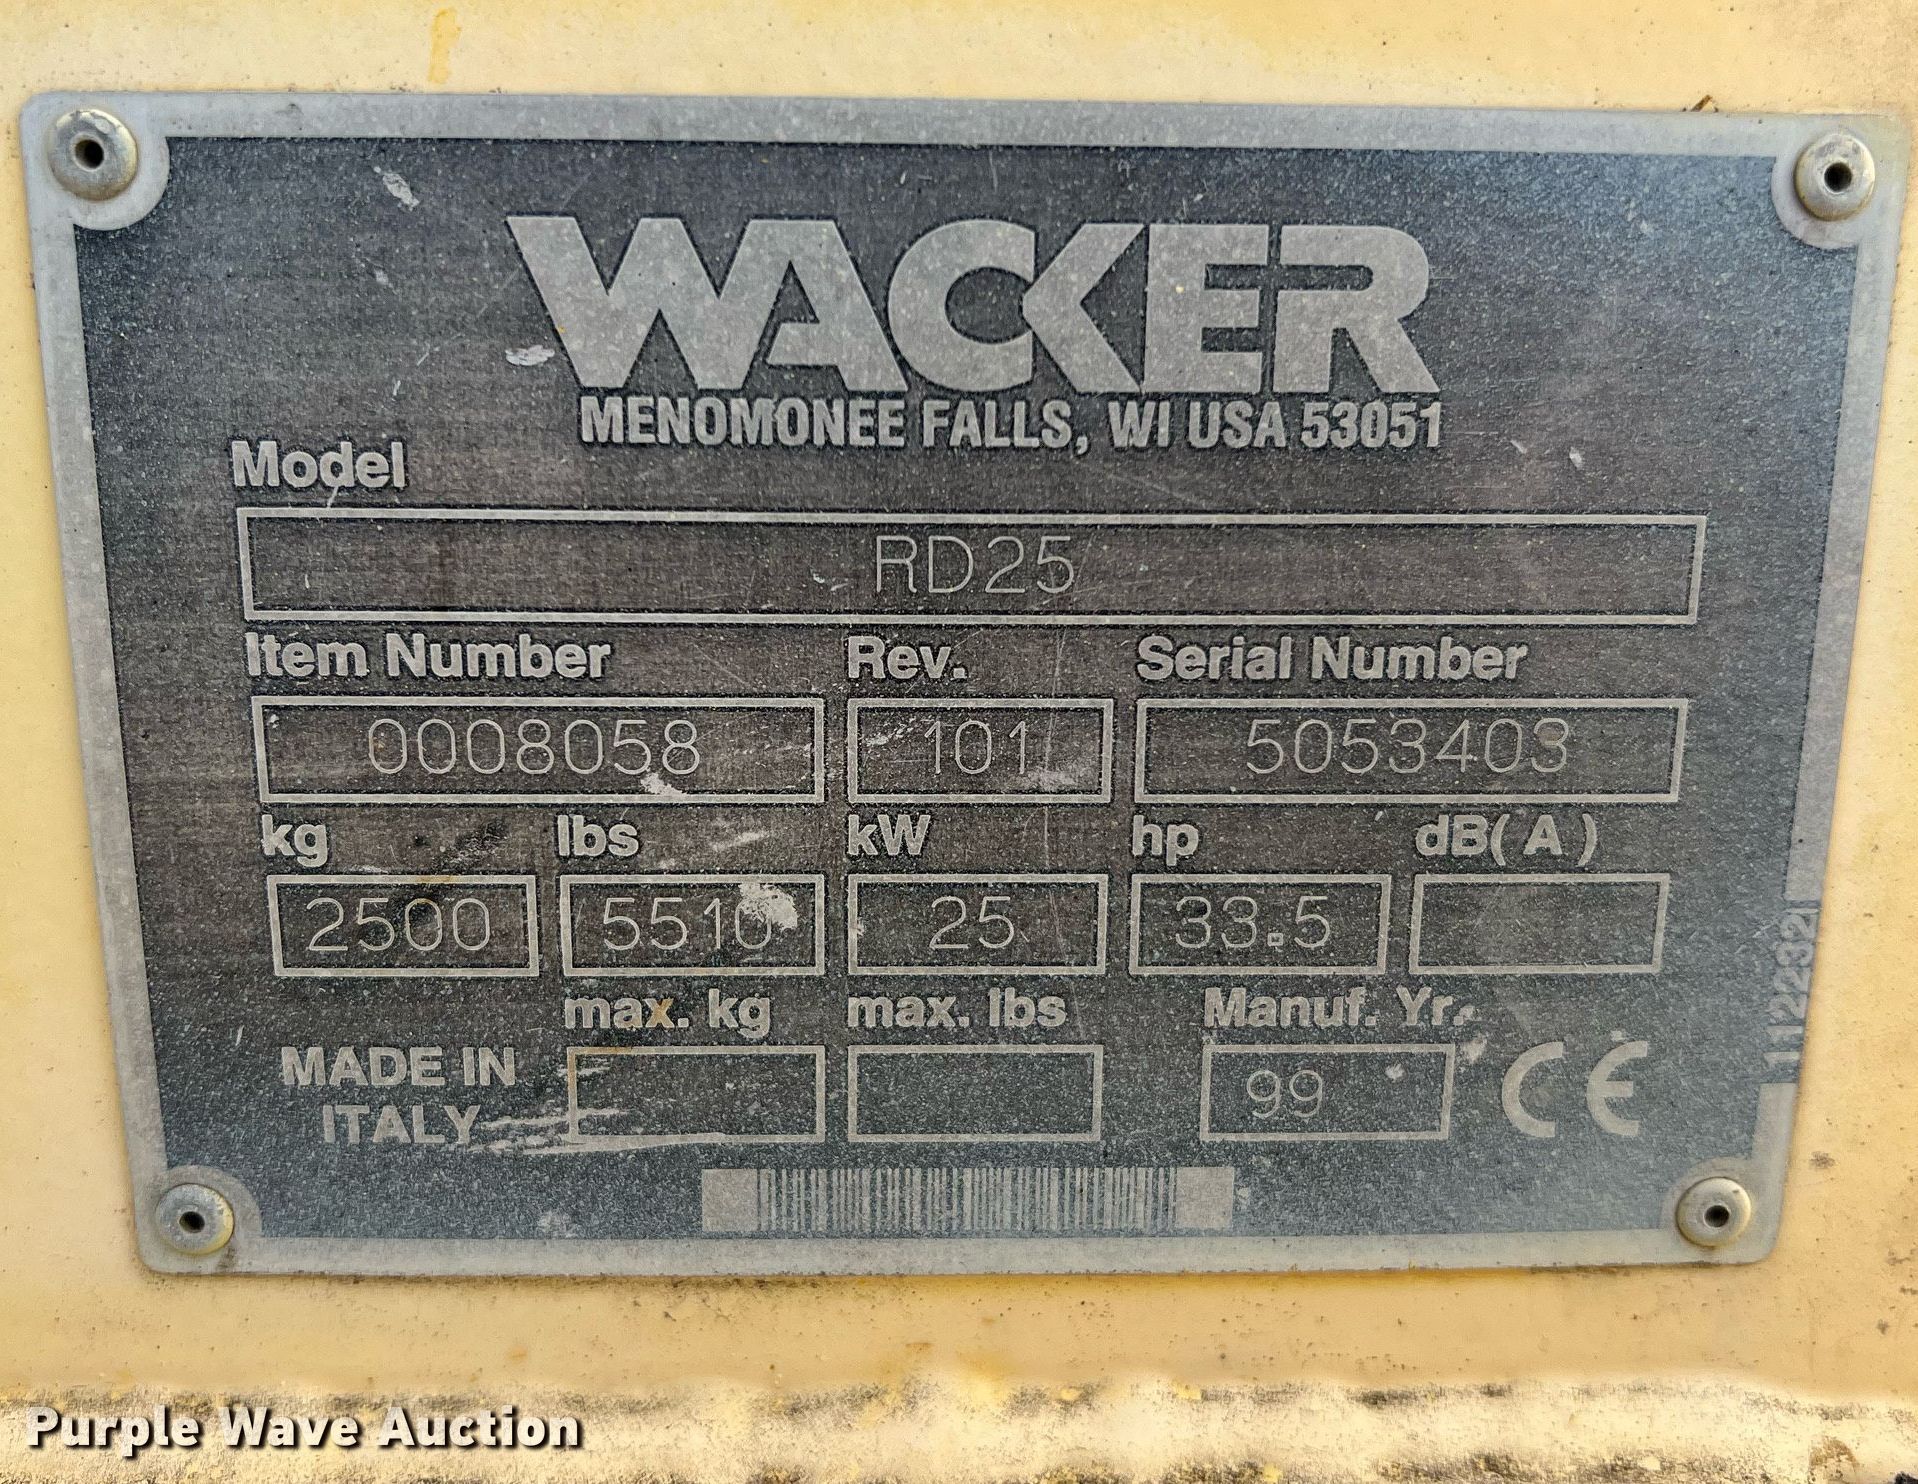 WACKER
MENOMONEE FALLS, WI USA 53051
Model
RD25
Item Number Rev. Serial Number
0008058 101 5053403
kg lbs kW hp dB(A)
2500 5510 25 33.5
max. kg max. lbs Manuf. Yr.
MADE IN
ITALY
99
CE
112232
Purple Wave Auction